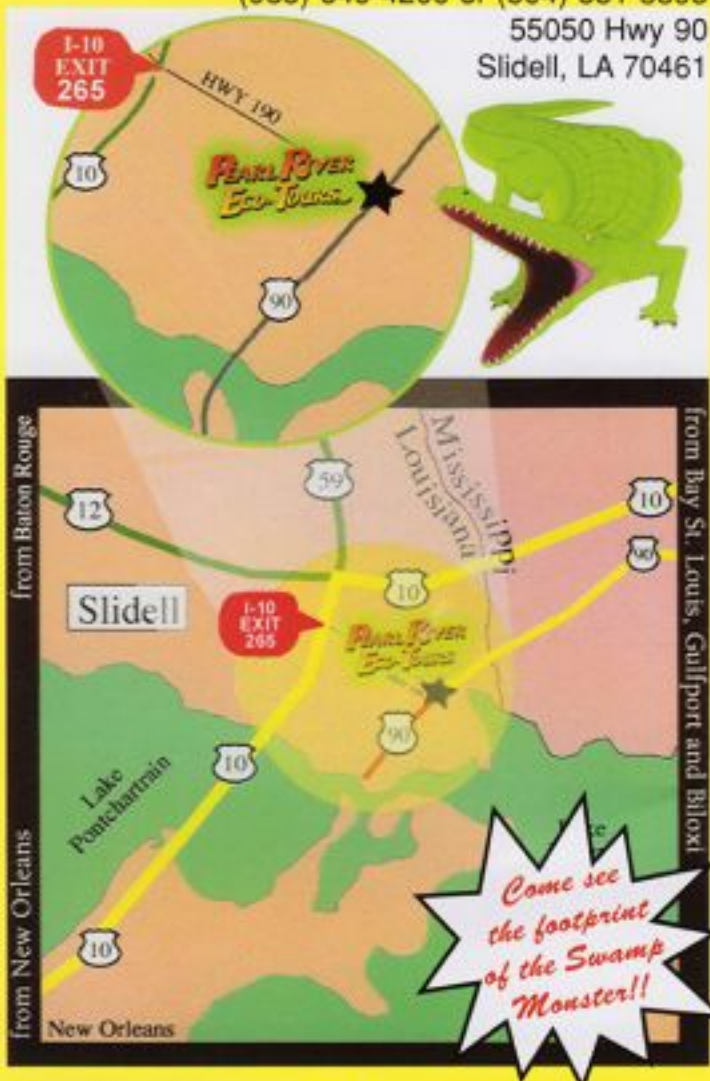 55050 Hwy 90
Slidell, LA 70461
I-10
EXIT
265
HWY 190
10
PEARL RIVER
ECO-TOURS
90
from Baton Rouge
from New Orleans
from Bay St. Louis, Gulfport and Biloxi
12
59
Mississippi
Louisiana
10
90
Slidell
I-10
EXIT
265
10
PEARL RIVER
ECO-TOURS
90
Lake
Pontchartrain
10
10
New Orleans
Come see
the footprint
of the Swamp
Monster!!